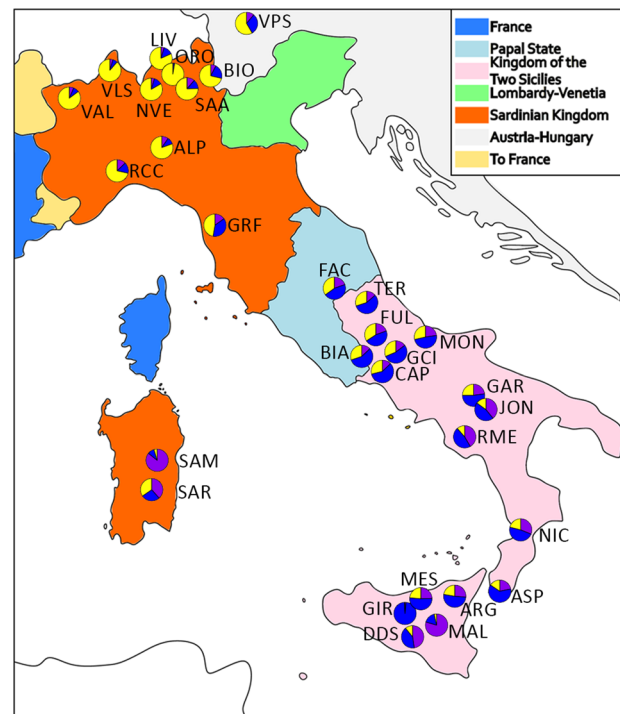 VPS
France
Papal State
Kingdom of the
Two Sicilies
Lombardy-Venetia
Sardinian Kingdom
Austria-Hungary
To France
LIV
ORO
BIO
VLS
NVE
SAA
VAL
ALP
RCC
GRF
FAC
TER
FUL
MON
BIA
GCI
CAP
GAR
JON
RME
SAM
SAR
NIC
MES
ASP
GIR
ARG
DDS
MAL